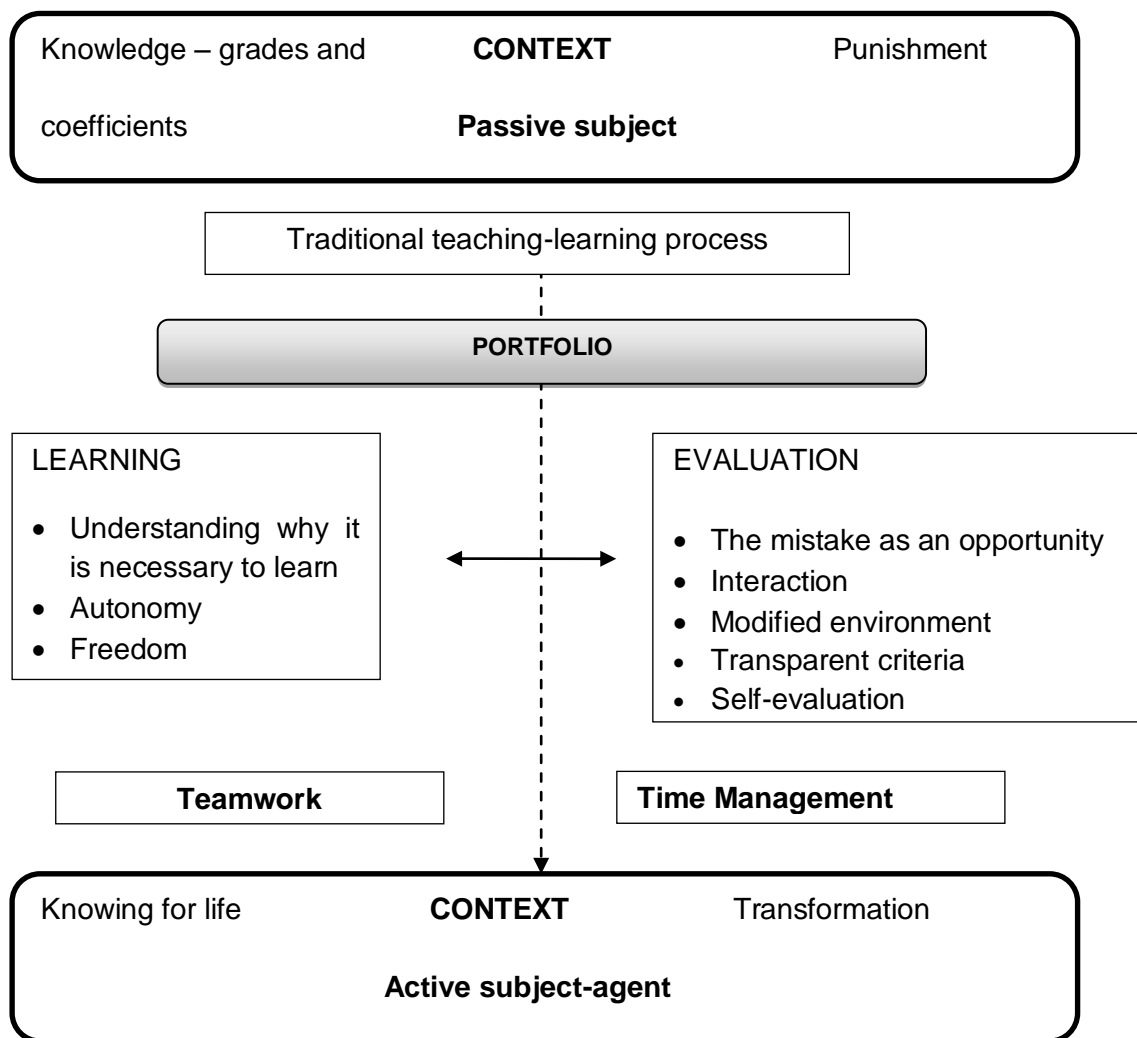 Knowledge – grades and CONTEXT Punishment
coefficients Passive subject
Traditional teaching-learning process
PORTFOLIO
LEARNING
• Understanding why it
is necessary to learn
• Autonomy
• Freedom
EVALUATION
• The mistake as an opportunity
• Interaction
• Modified environment
• Transparent criteria
• Self-evaluation
Teamwork
Time Management
Knowing for life CONTEXT Transformation
Active subject-agent